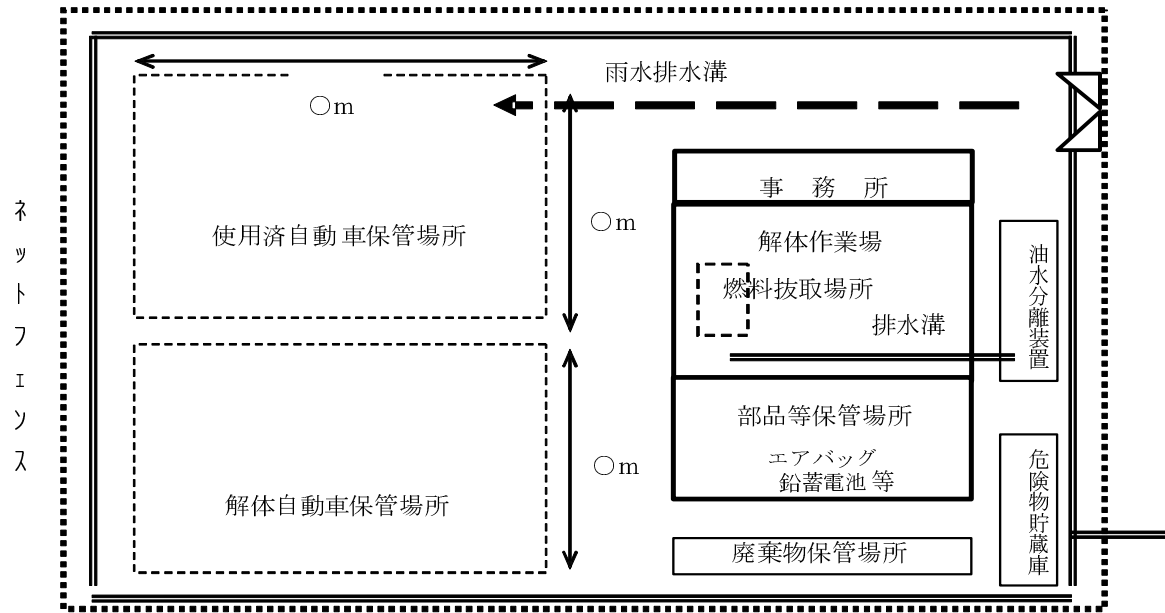 雨水排水溝
○m
事務所
ネットフェンス
使用済自動車保管場所
○m
解体作業場
燃料抜取場所
排水溝
油水分離装置
部品等保管場所
エアバッグ
鉛蓄電池等
○m
解体自動車保管場所
危険物貯蔵庫
廃棄物保管場所